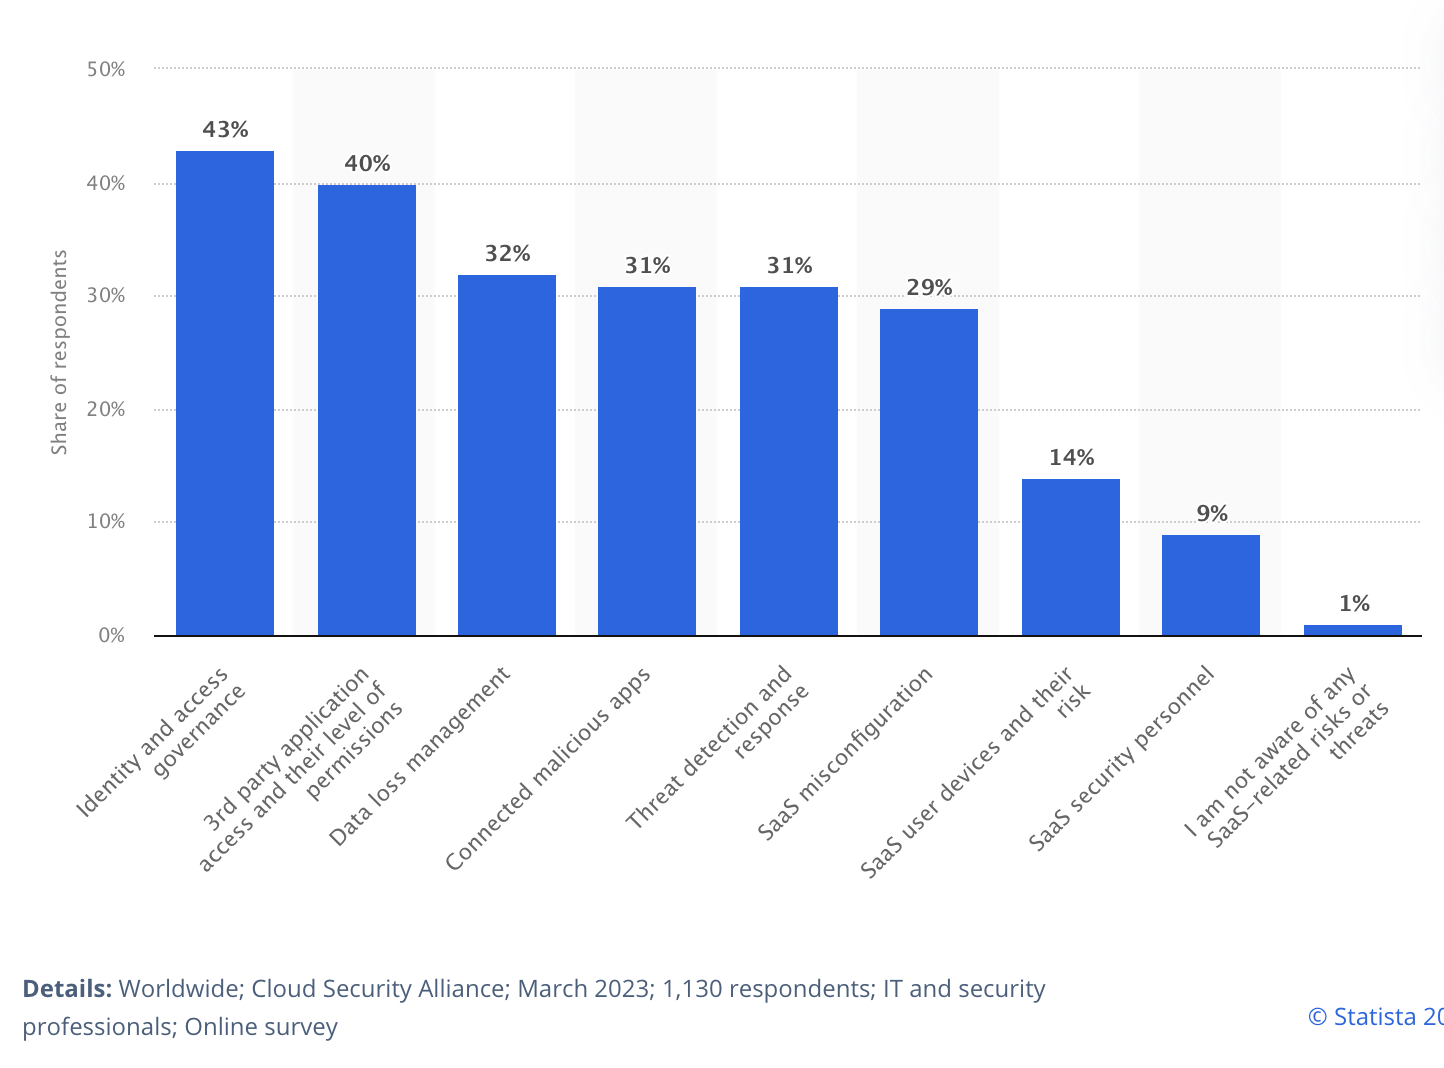 50%
40%
30%
20%
10%
0%
Share of respondents
43%
40%
32%
31%
31%
29%
14%
9%
1%
Identity and access
governance
3rd party application
access and their level of
permissions
Data loss management
Connected malicious apps
Threat detection and
response
SaaS misconfiguration
SaaS user devices and their
risk
SaaS security personnel
I am not aware of any
SaaS-related risks or
threats
Details: Worldwide; Cloud Security Alliance; March 2023; 1,130 respondents; IT and security
professionals; Online survey
© Statista